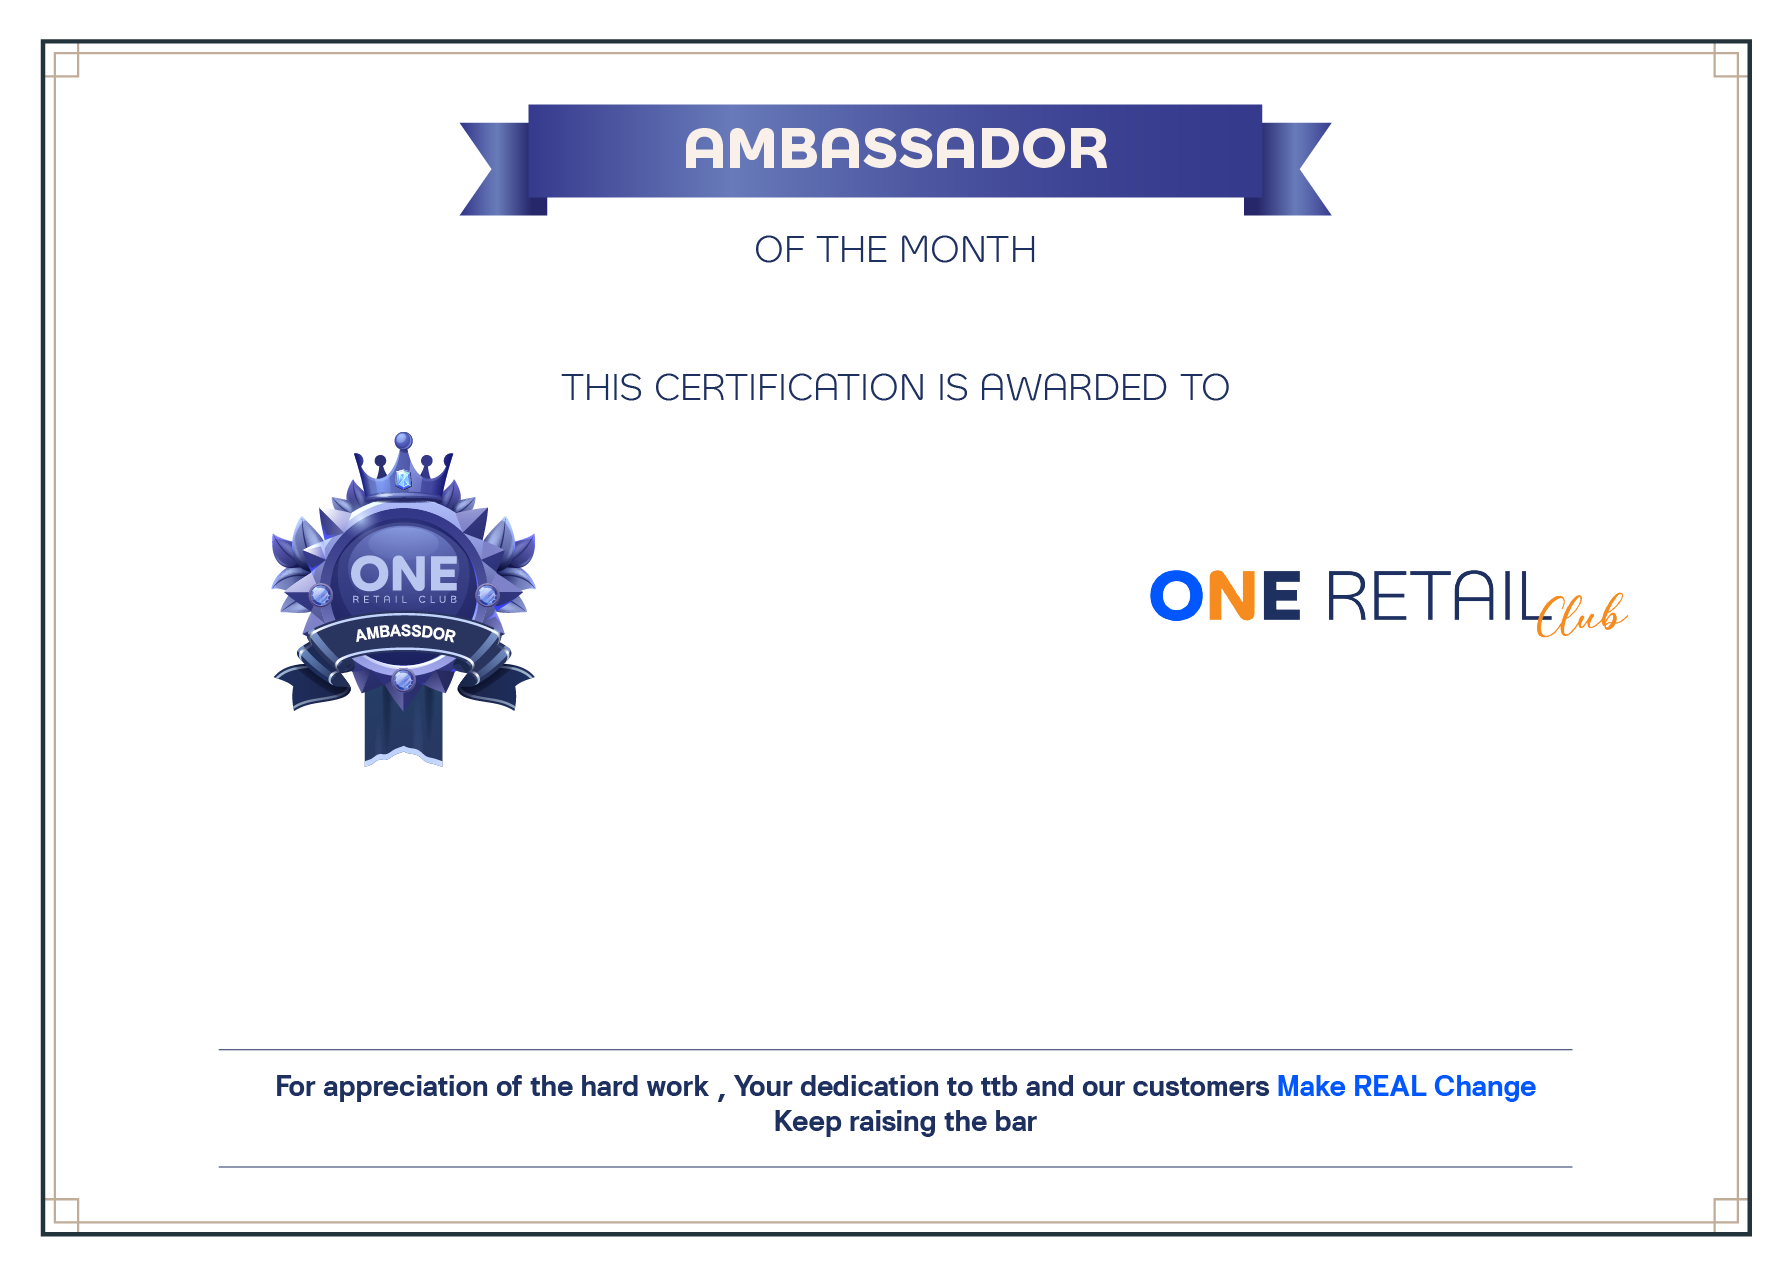 AMBASSADOR
OF THE MONTH
THIS CERTIFICATION IS AWARDED TO
ONE
RETAIL CLUB
AMBASSDOR
ONE RETAIL Club
For appreciation of the hard work , Your dedication to ttb and our customers Make REAL Change
Keep raising the bar